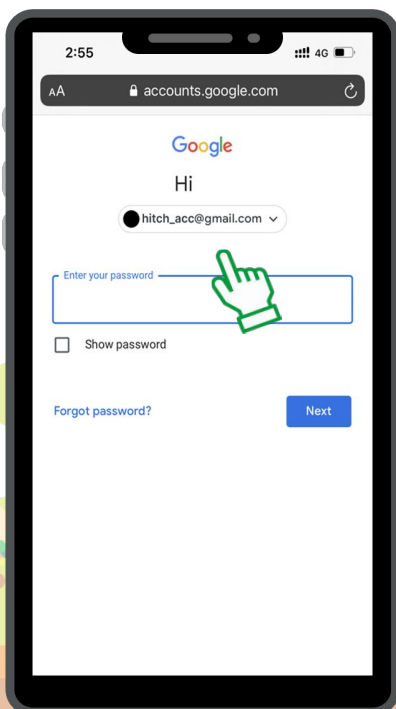 2:55
4G
AA accounts.google.com
Google
Hi
hitch_acc@gmail.com
Enter your password
Show password
Forgot password?
Next